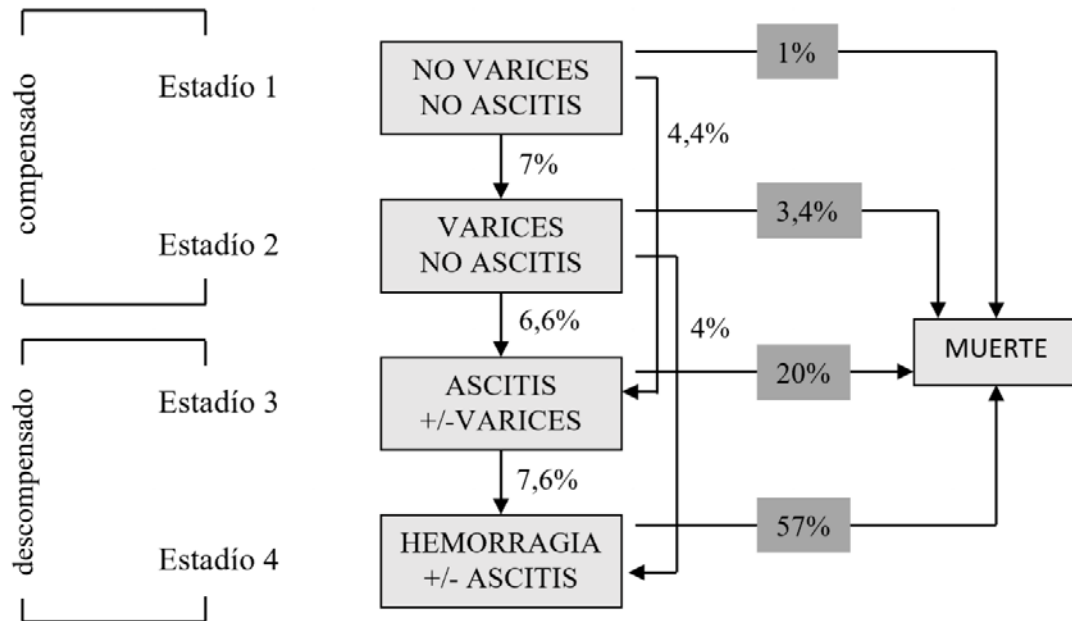 compensado
Estadío 1
NO VARICES
NO ASCITIS
1%
4,4%
7%
Estadío 2
VARICES
NO ASCITIS
3,4%
6,6%
4%
MUERTE
descompensado
Estadío 3
ASCITIS
+/-VARICES
20%
7,6%
Estadío 4
HEMORRAGIA
+/- ASCITIS
57%